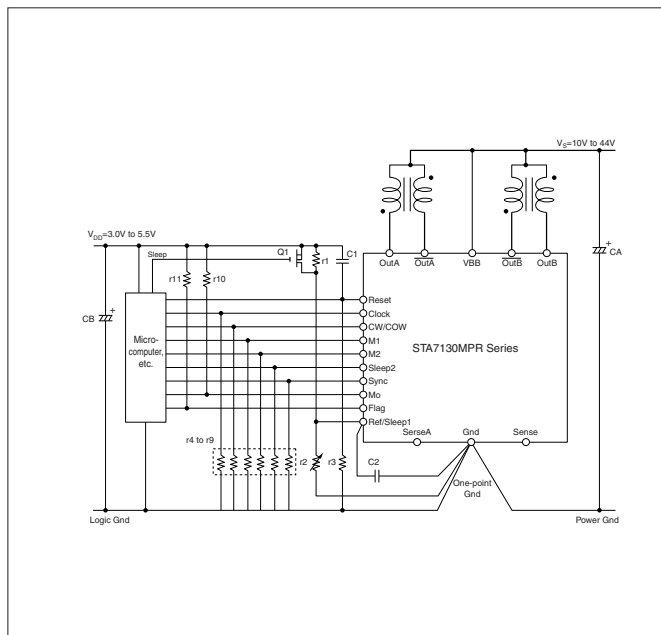 VS=10V to 44V
VDD=3.0V to 5.5V
Sleep
Q1
r1
C1
r11
r10
CA
+
OutA
OutA
VBB
OutB
OutB
CB
+
Micro-
computer,
etc.
Reset
Clock
CW/COW
M1
M2
Sleep2
Sync
Mo
Flag
Ref/Sleep1
STA7130MPR Series
SerseA
Gnd
Sense
r4 to r9
r2
r3
C2
One-point
Gnd
Logic Gnd
Power Gnd